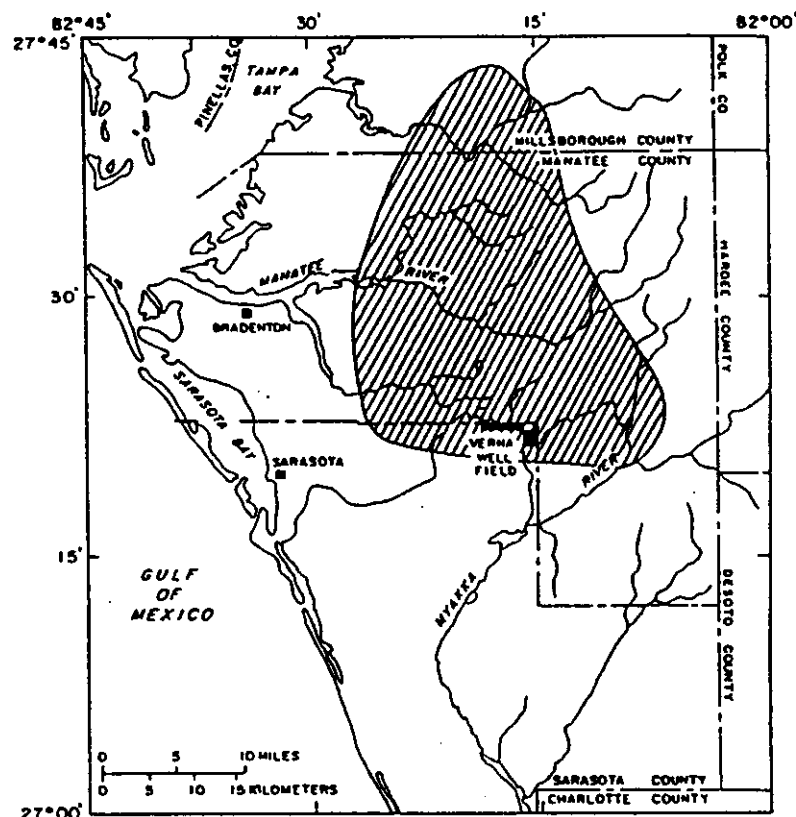 82°45'
30'
15'
82°00'
27°45'
PINELLAS CO
TAMPA
BAY
POLK CO
HILLSBOROUGH COUNTY
MANATEE COUNTY
HARDEE COUNTY
30'
MANATEE RIVER
BRADENTON
SARASOTA BAY
SARASOTA
VERNA
WELL
FIELD
RIVER
15'
GULF
OF
MEXICO
MYAKKA
DESOTO COUNTY
0 5 10 MILES
0 5 10 15 KILOMETERS
SARASOTA COUNTY
CHARLOTTE COUNTY
27°00'